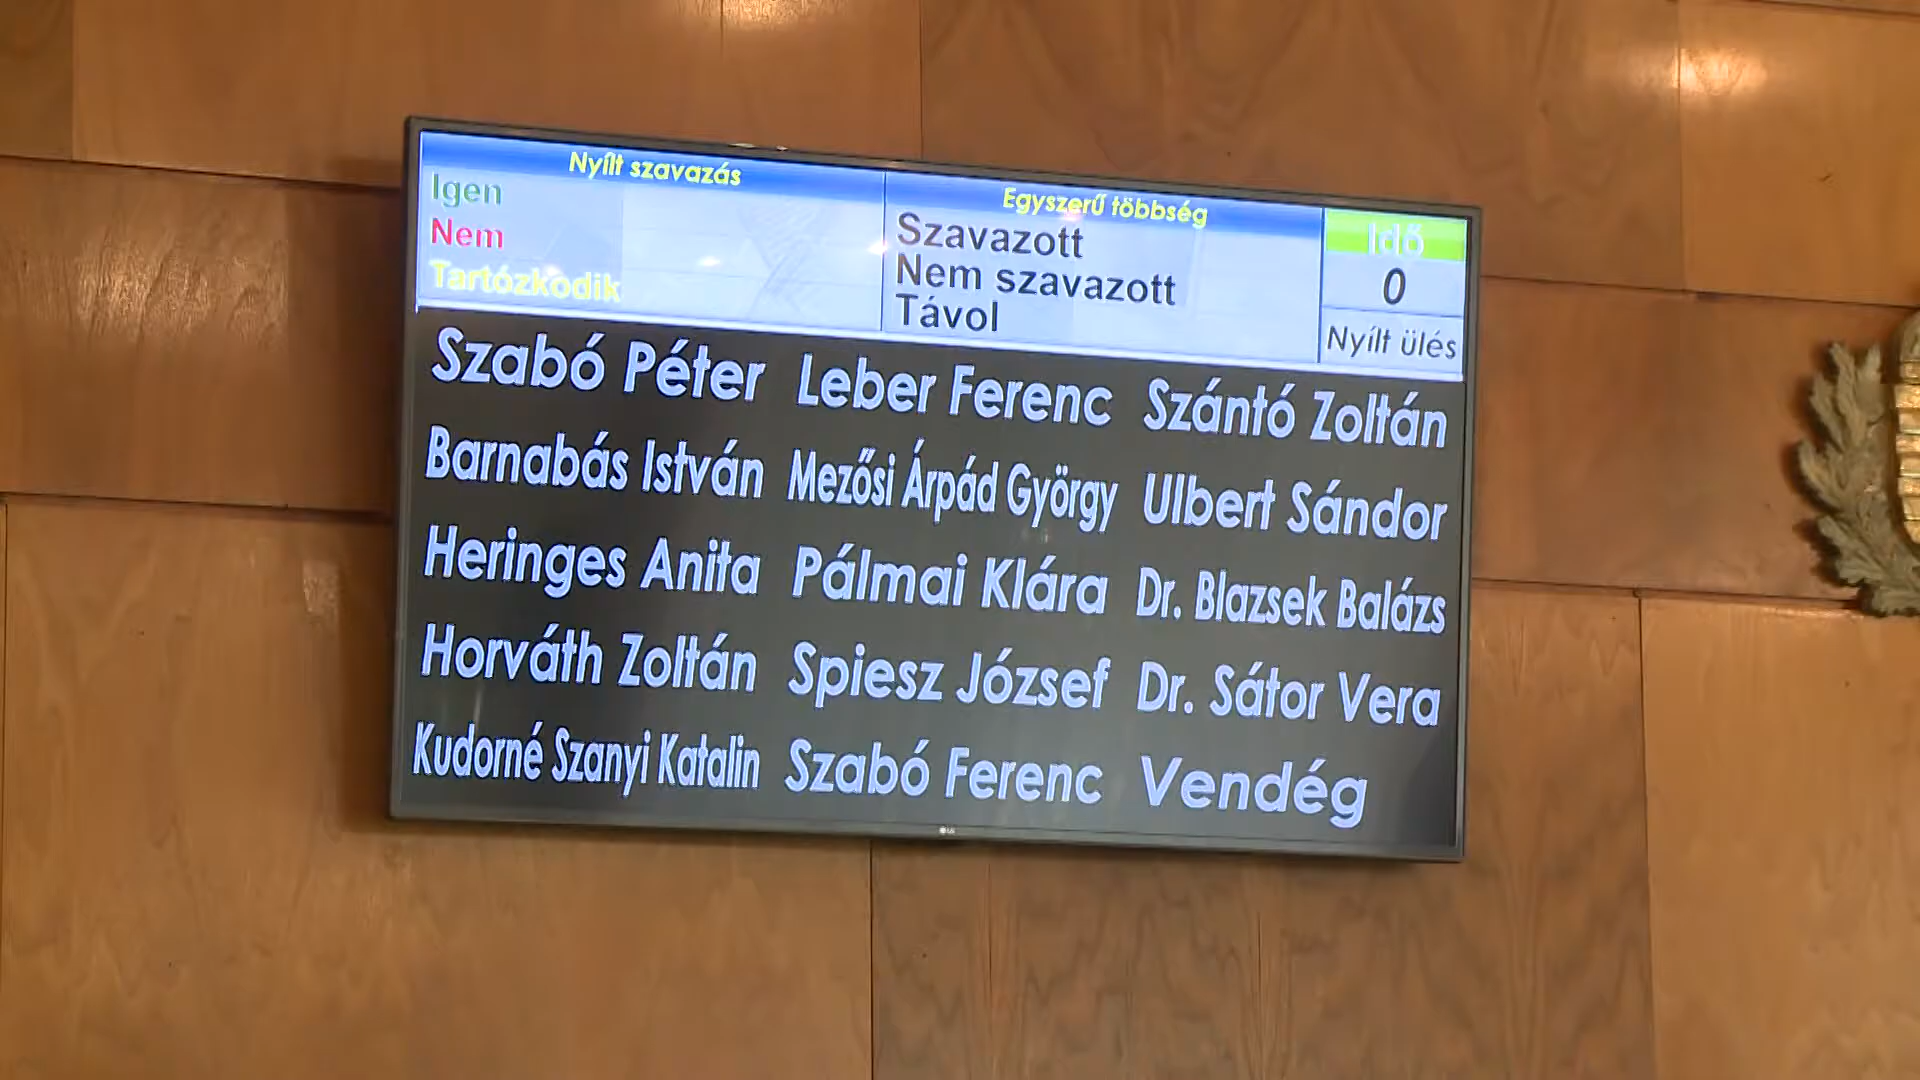 Nyílt szavazás
Igen
Nem
Tartózkodik
Egyszerű többség
Szavazott
Nem szavazott
Távol
Idő
0
Nyílt ülés
Szabó Péter Leber Ferenc Szántó Zoltán
Barnabás István Mezősi Árpád György Ulbert Sándor
Heringes Anita Pálmai Klára Dr. Blazsek Balázs
Horváth Zoltán Spiesz József Dr. Sátor Vera
Kudorné Szanyi Katalin Szabó Ferenc Vendég
LG